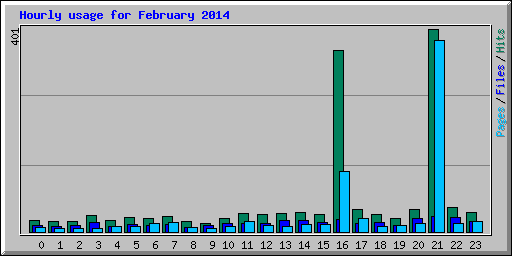 Hourly usage for February 2014
401
Pages / Files / Hits
0 1 2 3 4 5 6 7 8 9 10 11 12 13 14 15 16 17 18 19 20 21 22 23